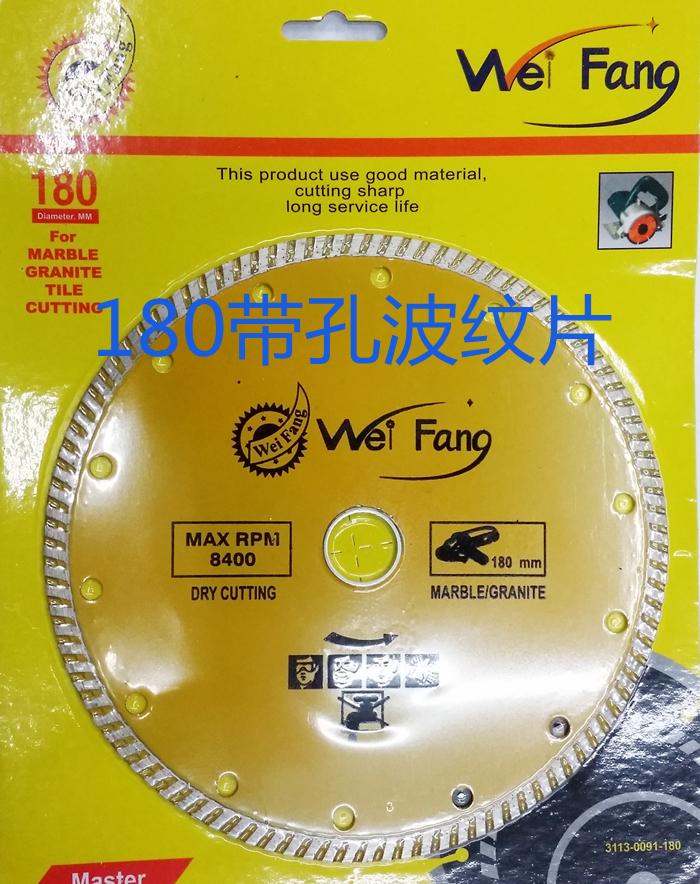 Wei Fang
180
Diameter. MM
For
MARBLE
GRANITE
TILE
CUTTING
This product use good material,
cutting sharp
long service life
180带孔波纹片
Wei Fang
Wei Fang
MAX RPM
8400
DRY CUTTING
180 mm
MARBLE/GRANITE
3113-0091-180
Master